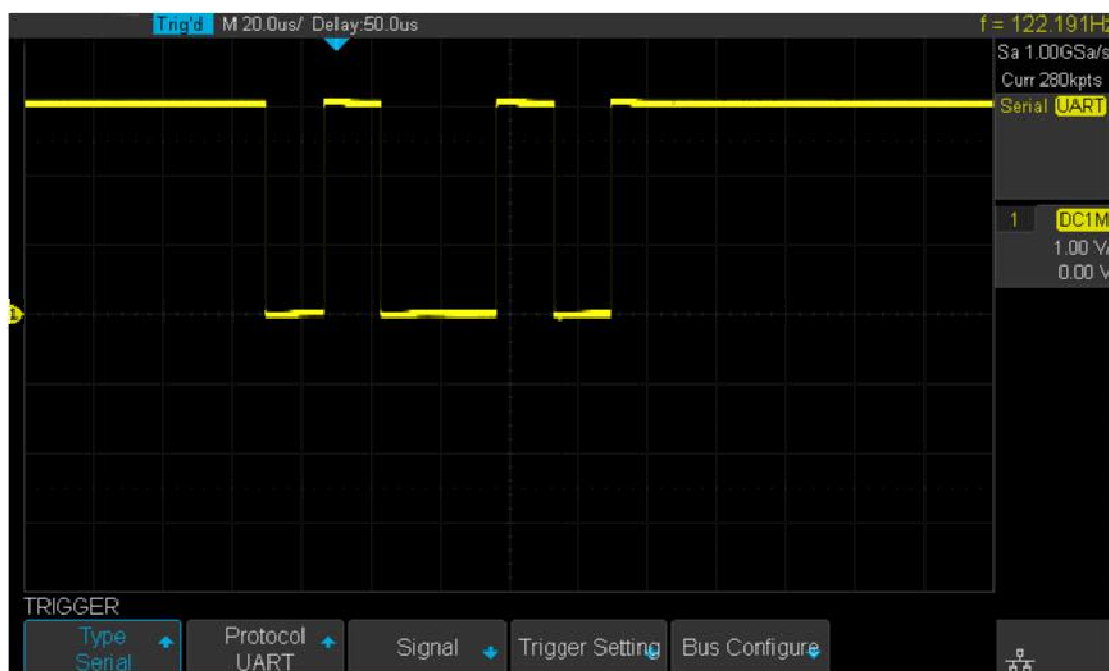 Trig'd M 20.0us/ Delay:50.0us f = 122.191Hz
Sa 1.00GSa/s
Curr 280kpts
Serial UART
1 DC1M
1.00 V/
0.00 V
1
TRIGGER
Type Protocol Signal Trigger Setting Bus Configure
Serial UART